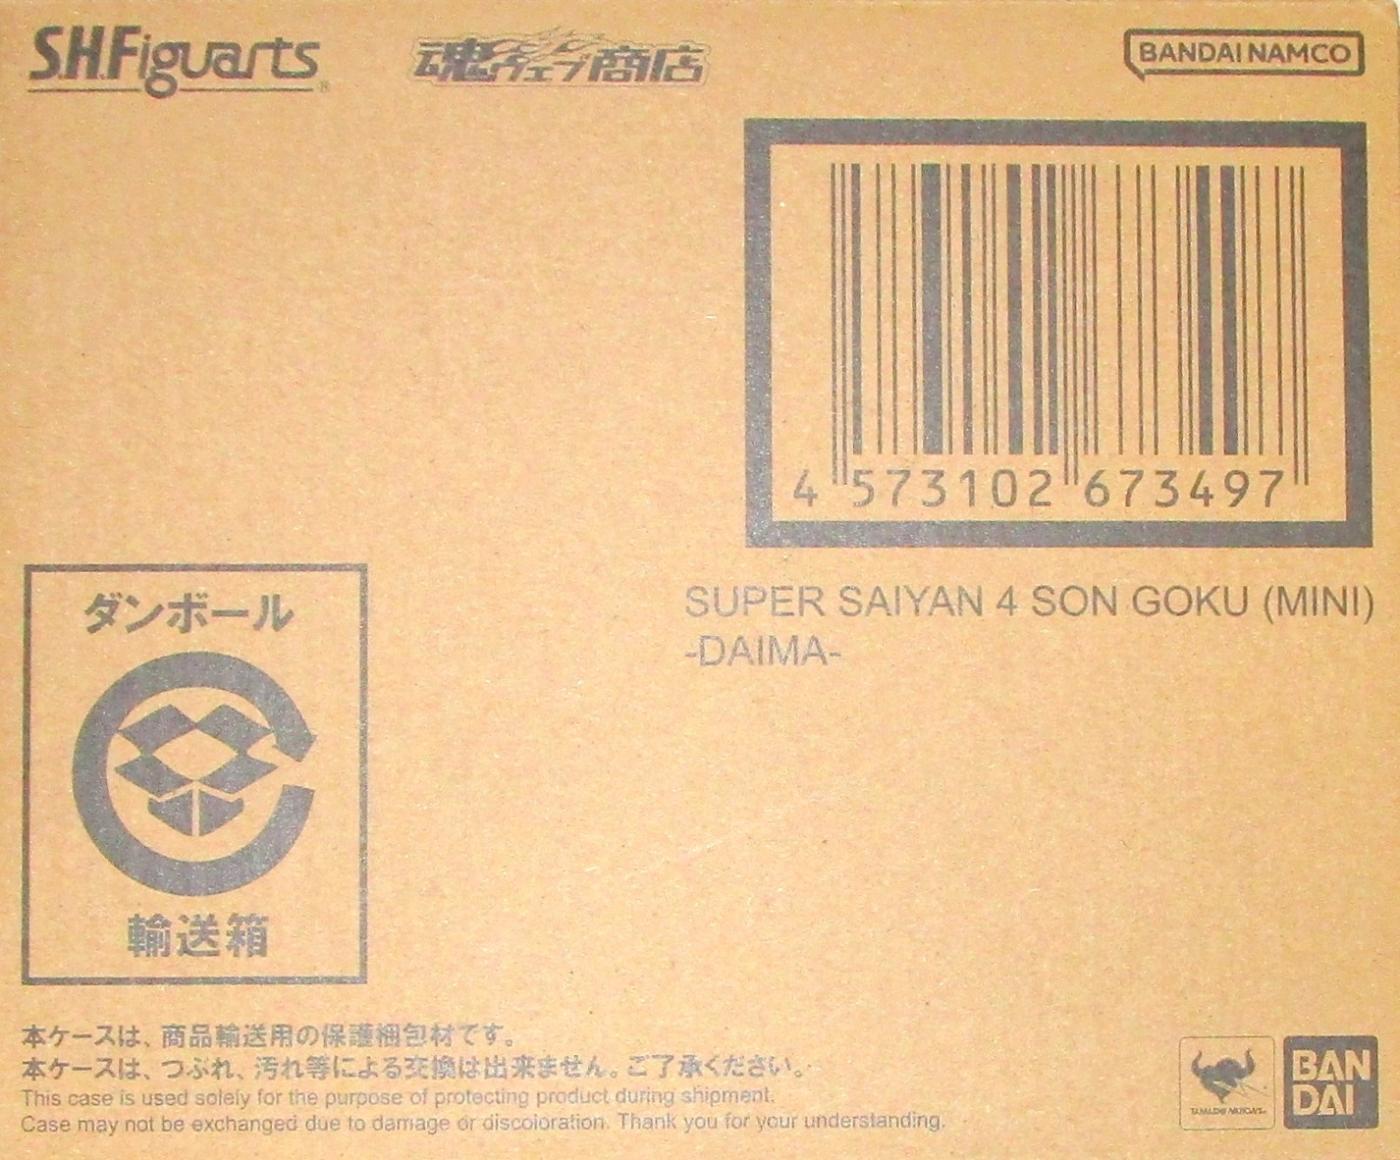 S.H.Figuarts®
魂ウェブ商店
BANDAI NAMCO
4 573102 673497
SUPER SAIYAN 4 SON GOKU (MINI)
-DAIMA-
ダンボール
輸送箱
本ケースは、商品輸送用の保護梱包材です。
本ケースは、つぶれ、汚れ等による交換は出来ません。ご了承ください。
This case is used solely for the purpose of protecting product during shipment.
Case may not be exchanged due to damage or discoloration. Thank you for your understanding.
TAMASHII NATIONS
BAN
DAI